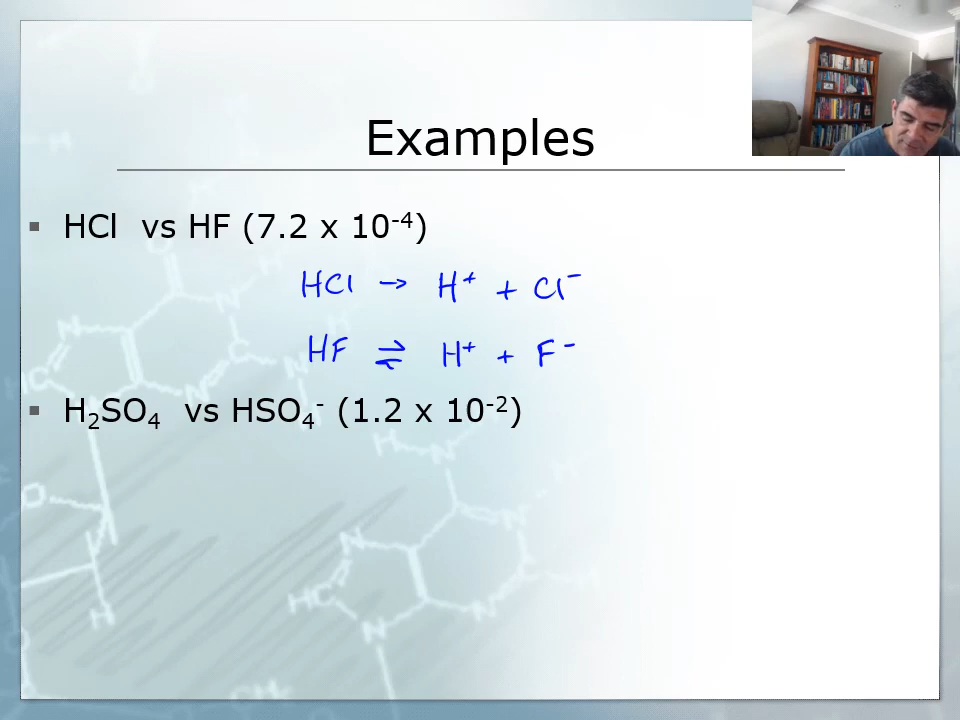 Examples
▪ HCl vs HF (7.2 x 10⁻⁴)
HCl → H⁺ + Cl⁻
HF ⇌ H⁺ + F⁻
▪ H₂SO₄ vs HSO₄⁻ (1.2 x 10⁻²)